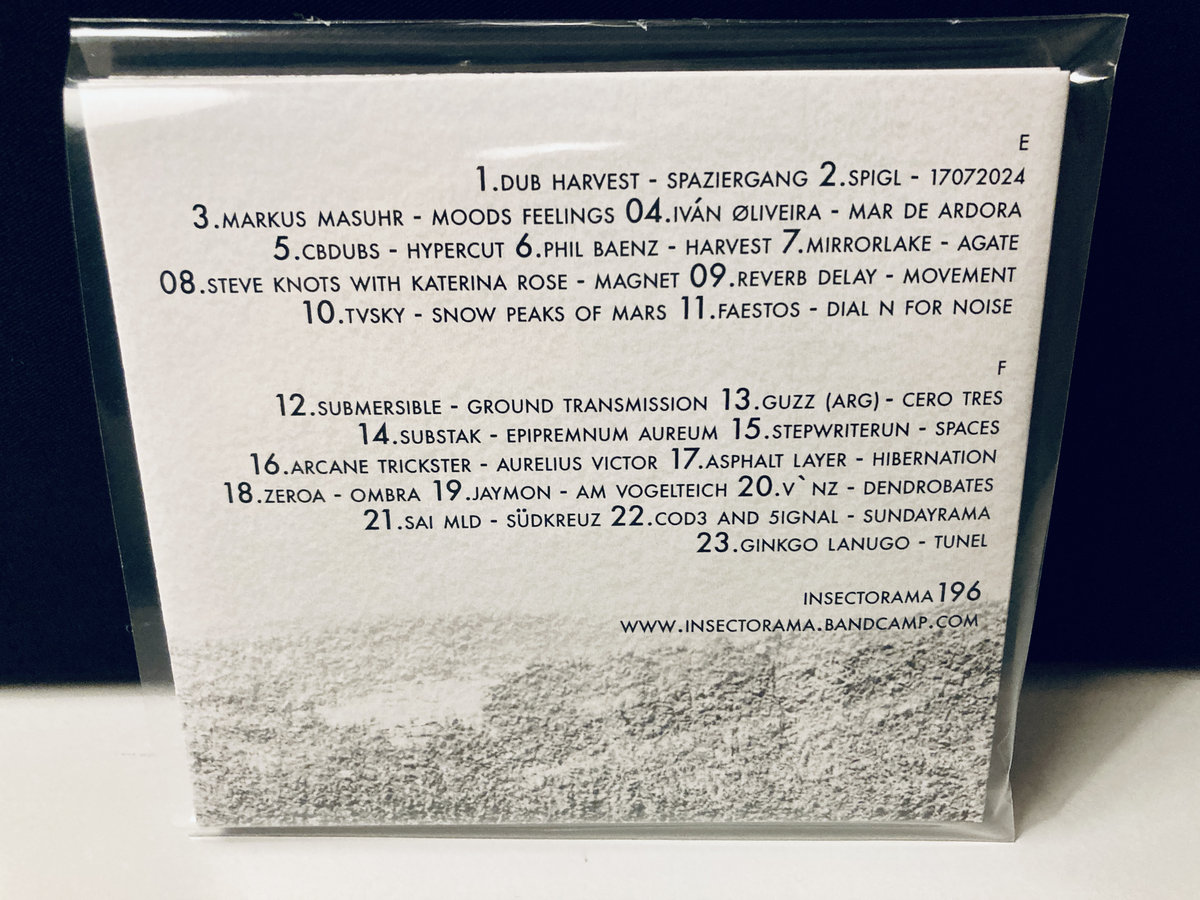 E
1.DUB HARVEST - SPAZIERGANG 2.SPIGL - 17072024
3.MARKUS MASUHR - MOODS FEELINGS 04.IVÁN ØLIVEIRA - MAR DE ARDORA
5.CBDUBS - HYPERCUT 6.PHIL BAENZ - HARVEST 7.MIRRORLAKE - AGATE
08.STEVE KNOTS WITH KATERINA ROSE - MAGNET 09.REVERB DELAY - MOVEMENT
10.TVSKY - SNOW PEAKS OF MARS 11.FAESTOS - DIAL N FOR NOISE
F
12.SUBMERSIBLE - GROUND TRANSMISSION 13.GUZZ (ARG) - CERO TRES
14.SUBSTAK - EPIPREMNUM AUREUM 15.STEPWRITERUN - SPACES
16.ARCANE TRICKSTER - AURELIUS VICTOR 17.ASPHALT LAYER - HIBERNATION
18.ZEROA - OMBRA 19.JAYMON - AM VOGELTEICH 20.V`NZ - DENDROBATES
21.SAI MLD - SÜDKREUZ 22.COD3 AND 5IGNAL - SUNDAYRAMA
23.GINKGO LANUGO - TUNEL
INSECTORAMA196
WWW.INSECTORAMA.BANDCAMP.COM